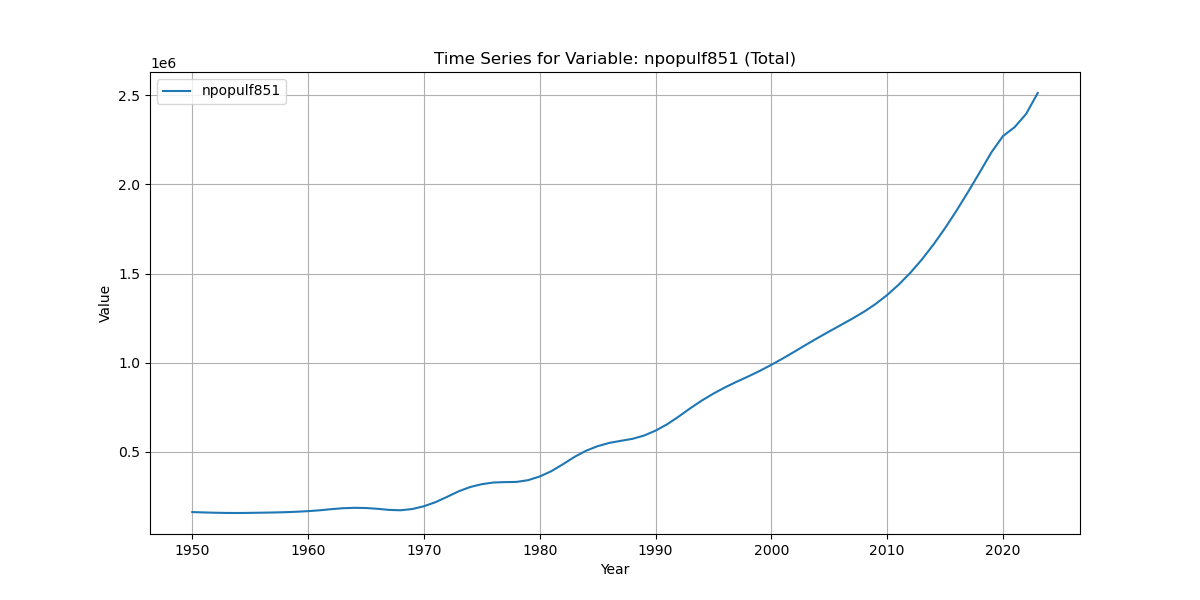 Time Series for Variable: npopulf851 (Total)
1e6
npopulf851
2.5
2.0
1.5
1.0
0.5
Value
1950 1960 1970 1980 1990 2000 2010 2020
Year